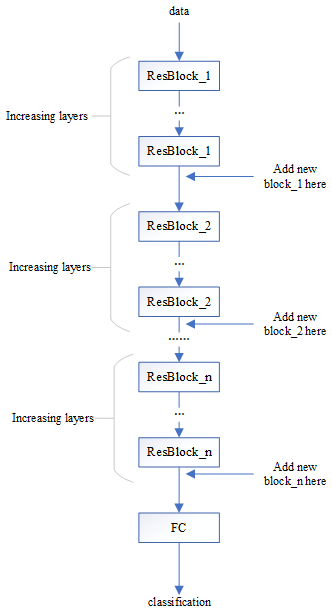 data
ResBlock_1
...
Increasing layers
ResBlock_1
Add new
block_1 here
ResBlock_2
...
Increasing layers
ResBlock_2
Add new
block_2 here
......
ResBlock_n
...
Increasing layers
ResBlock_n
Add new
block_n here
FC
classification